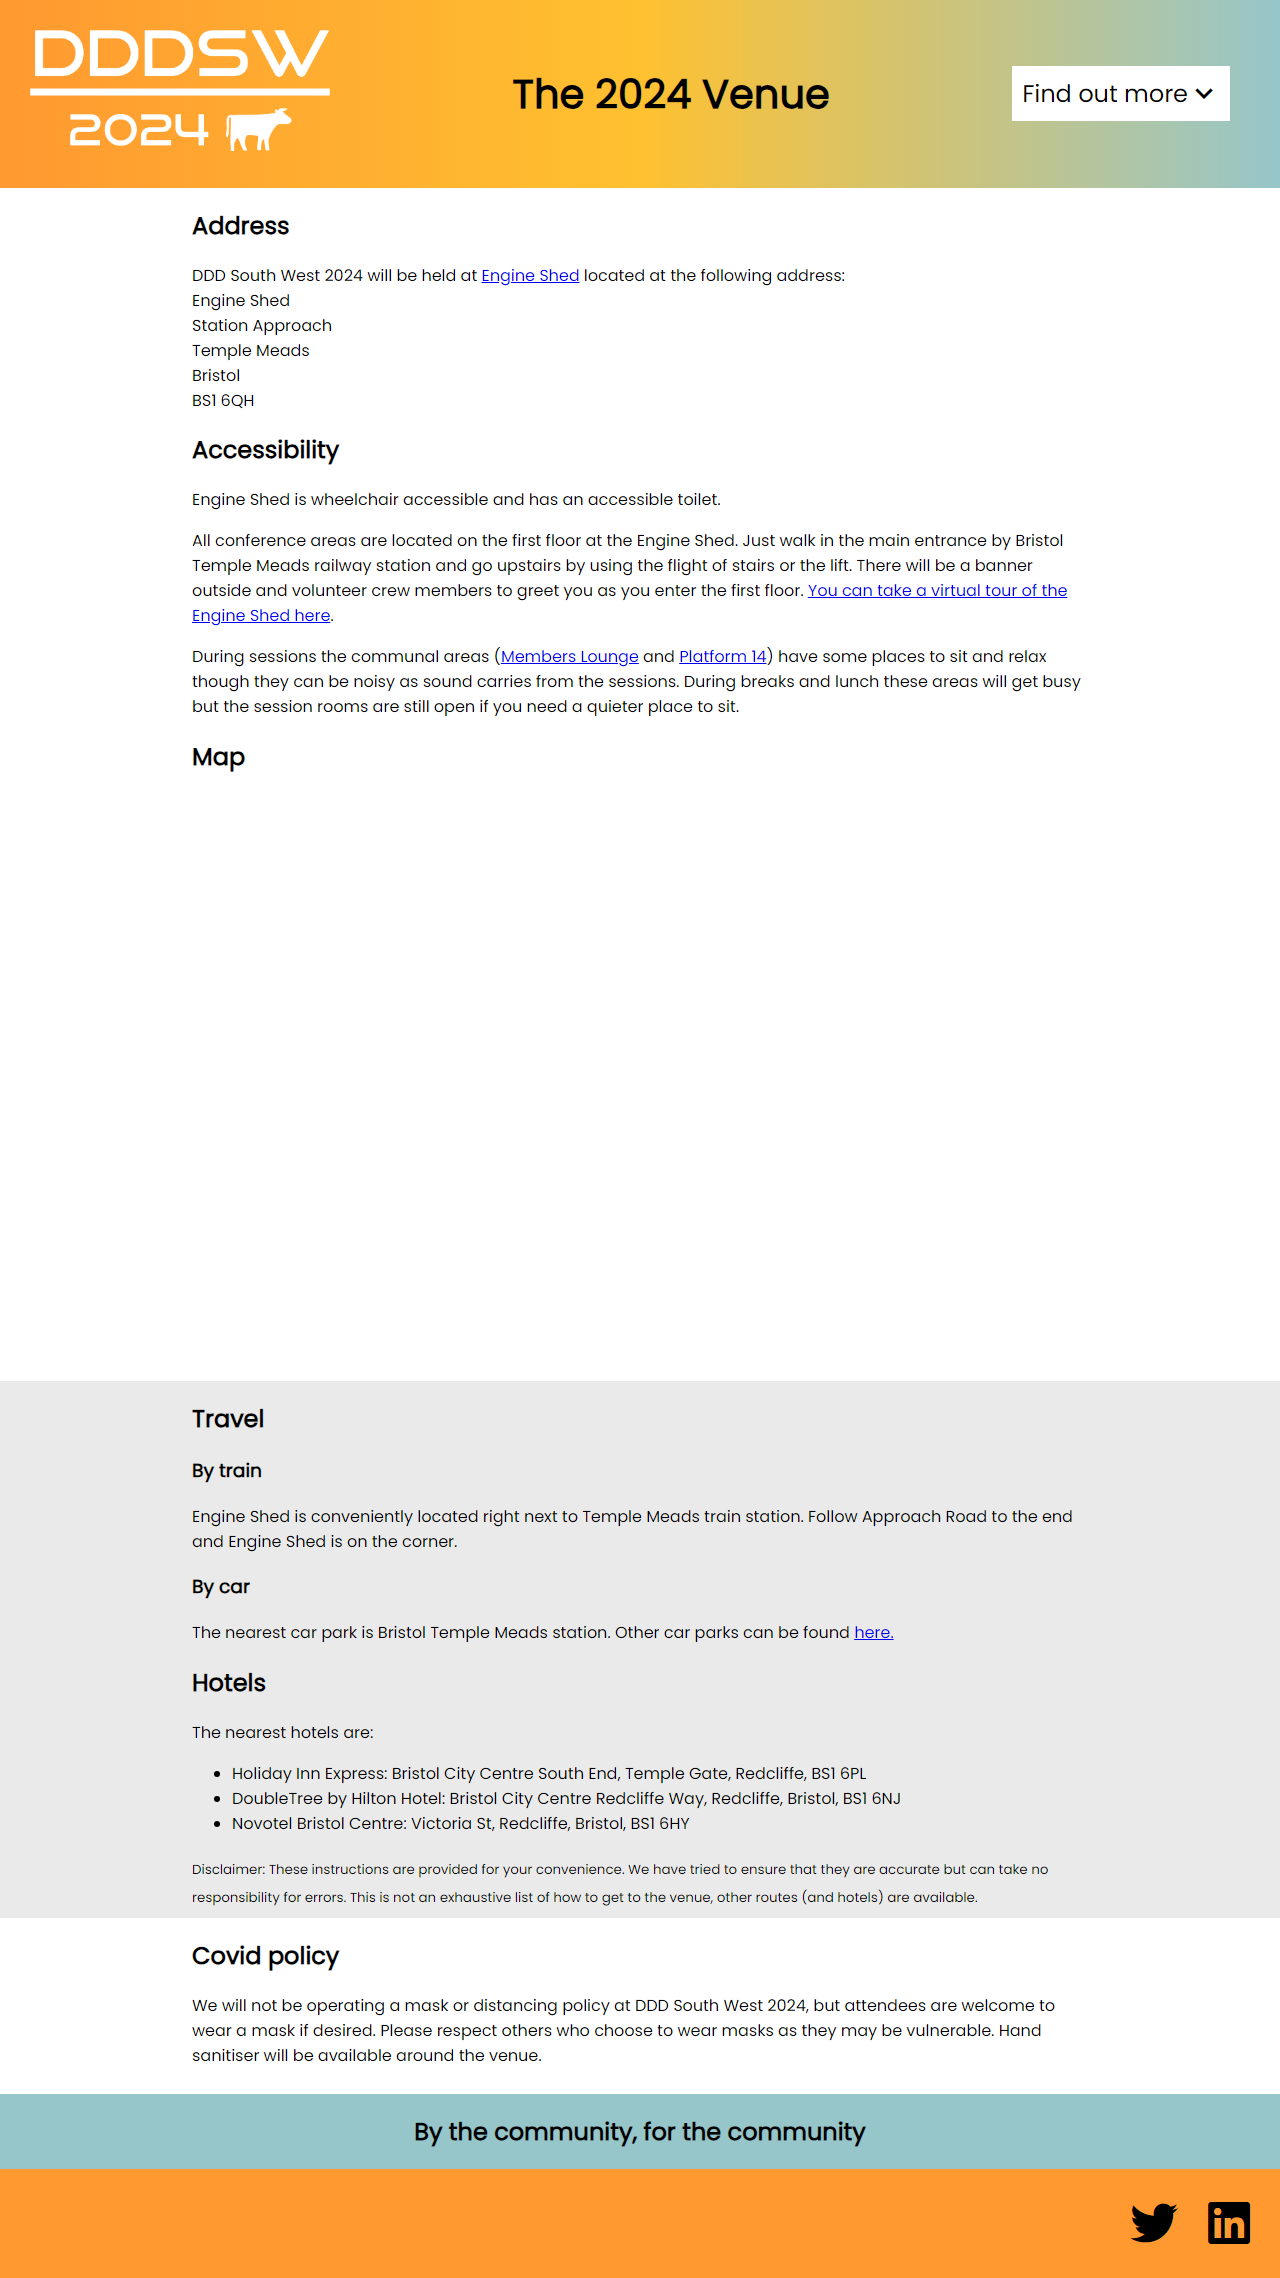 DDDSW
2024
The 2024 Venue
Find out more
Address
DDD South West 2024 will be held at Engine Shed located at the following address:
Engine Shed
Station Approach
Temple Meads
Bristol
BS1 6QH
Accessibility
Engine Shed is wheelchair accessible and has an accessible toilet.
All conference areas are located on the first floor at the Engine Shed. Just walk in the main entrance by Bristol
Temple Meads railway station and go upstairs by using the flight of stairs or the lift. There will be a banner
outside and volunteer crew members to greet you as you enter the first floor. You can take a virtual tour of the
Engine Shed here.
During sessions the communal areas (Members Lounge and Platform 14) have some places to sit and relax
though they can be noisy as sound carries from the sessions. During breaks and lunch these areas will get busy
but the session rooms are still open if you need a quieter place to sit.
Map
Travel
By train
Engine Shed is conveniently located right next to Temple Meads train station. Follow Approach Road to the end
and Engine Shed is on the corner.
By car
The nearest car park is Bristol Temple Meads station. Other car parks can be found here.
Hotels
The nearest hotels are:
Holiday Inn Express: Bristol City Centre South End, Temple Gate, Redcliffe, BS1 6PL
DoubleTree by Hilton Hotel: Bristol City Centre Redcliffe Way, Redcliffe, Bristol, BS1 6NJ
Novotel Bristol Centre: Victoria St, Redcliffe, Bristol, BS1 6HY
Disclaimer: These instructions are provided for your convenience. We have tried to ensure that they are accurate but can take no
responsibility for errors. This is not an exhaustive list of how to get to the venue, other routes (and hotels) are available.
Covid policy
We will not be operating a mask or distancing policy at DDD South West 2024, but attendees are welcome to
wear a mask if desired. Please respect others who choose to wear masks as they may be vulnerable. Hand
sanitiser will be available around the venue.
By the community, for the community
in